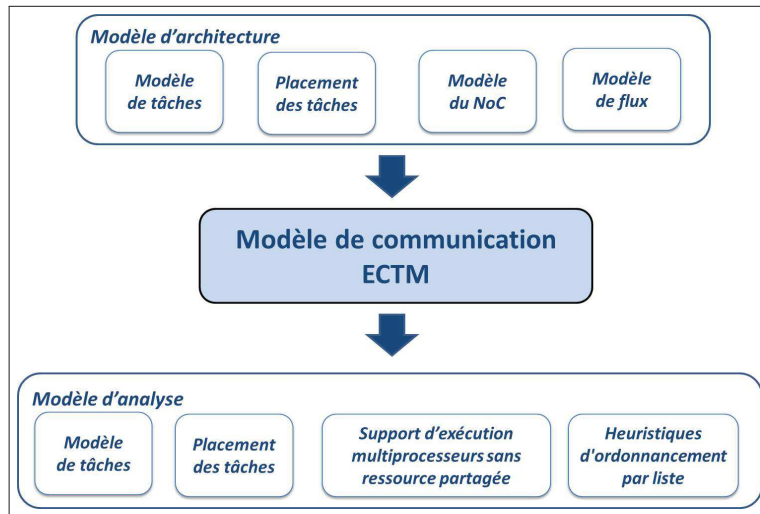 Modèle d'architecture
Modèle
de tâches
Placement
des tâches
Modèle
du NoC
Modèle
de flux
Modèle de communication
ECTM
Modèle d'analyse
Modèle
de tâches
Placement
des tâches
Support d'exécution
multiprocesseurs sans
ressource partagée
Heuristiques
d'ordonnancement
par liste